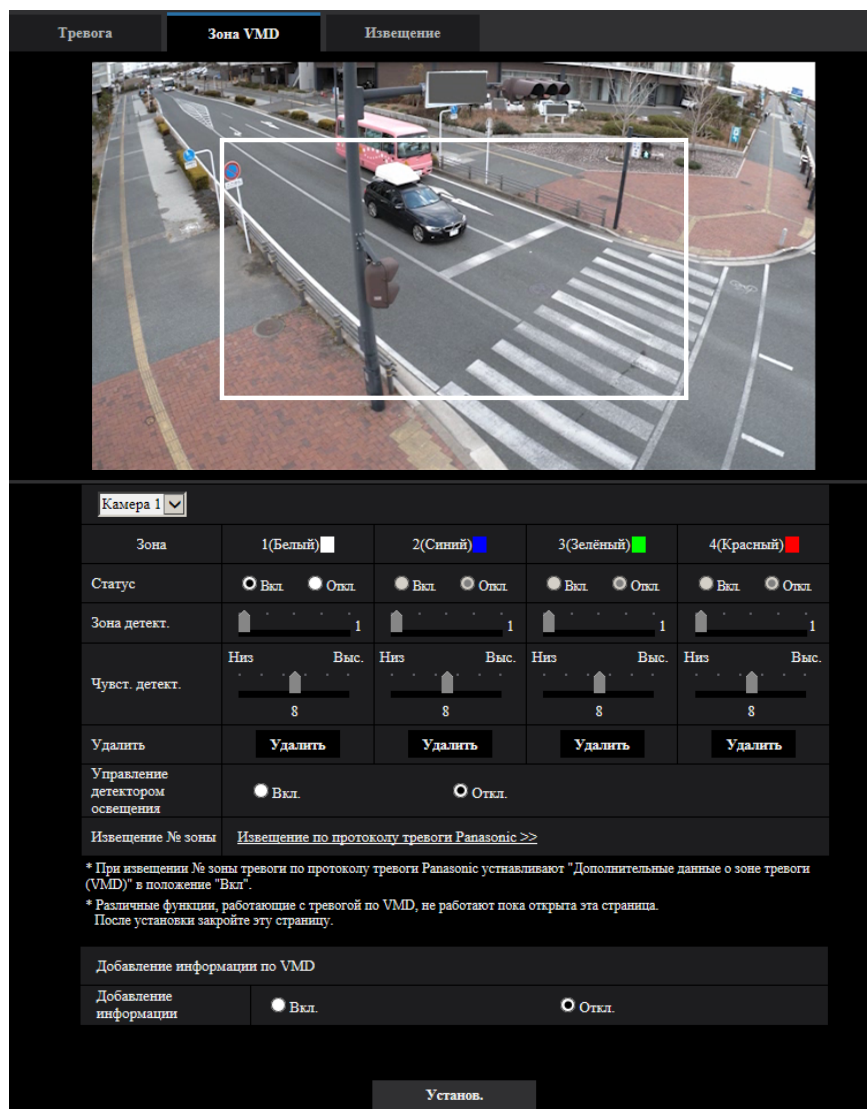 Тревога Зона VMD Извещение
Камера 1
Зона 1(Белый) 2(Синий) 3(Зелёный) 4(Красный)
Статус Вкл. Откл. Вкл. Откл. Вкл. Откл. Вкл. Откл.
Зона детект. 1 1 1 1
Низ Выс. Низ Выс. Низ Выс. Низ Выс.
Чувст. детект.
8 8 8 8
Удалить Удалить Удалить Удалить Удалить
Управление
детектором
освещения
Вкл. Откл.
Извещение № зоны Извещение по протоколу тревоги Panasonic >>
* При извещении № зоны тревоги по протоколу тревоги Panasonic устнавливают "Дополнительные данные о зоне тревоги
(VMD)" в положение "Вкл".
* Различные функции, работающие с тревогой по VMD, не работают пока открыта эта страница.
После установки закройте эту страницу.
Добавление информации по VMD
Добавление
информации
Вкл. Откл.
Установ.